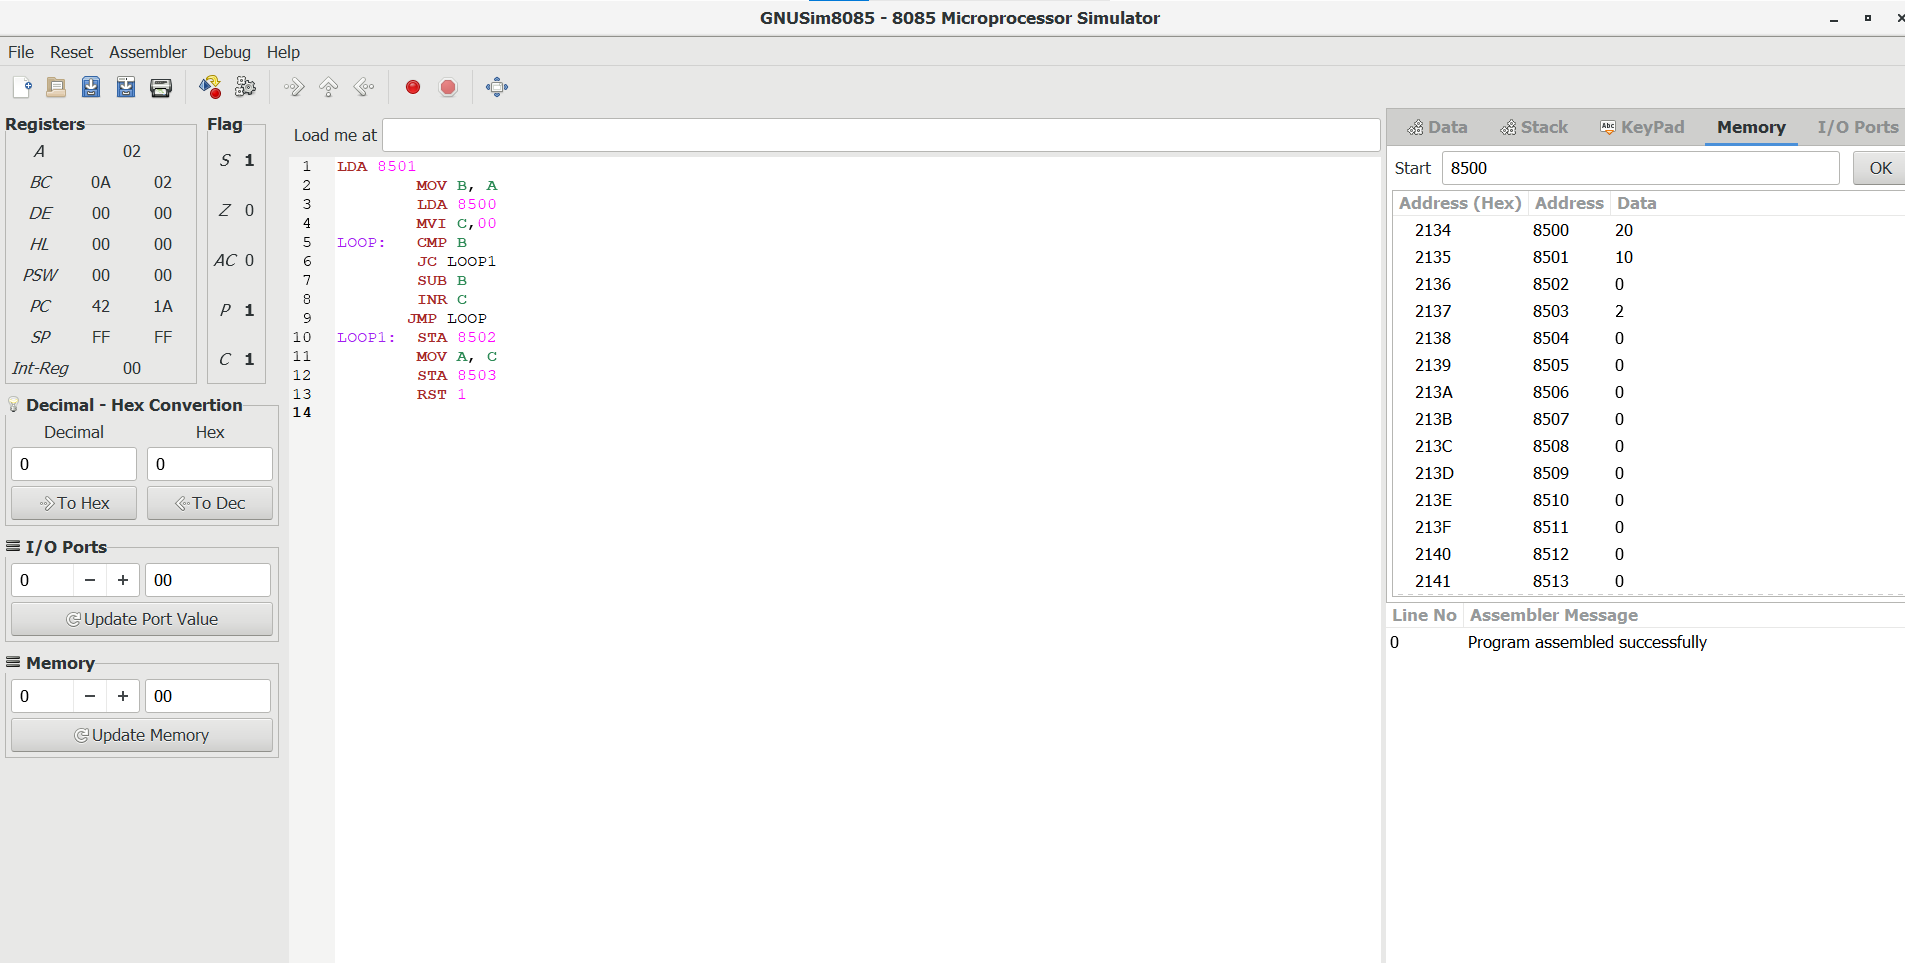 GNUSim8085 - 8085 Microprocessor Simulator
File Reset Assembler Debug Help
Registers
A 02
BC 0A 02
DE 00 00
HL 00 00
PSW 00 00
PC 42 1A
SP FF FF
Int-Reg 00
Flag
S 1
Z 0
AC 0
P 1
C 1
Decimal - Hex Convertion
Decimal Hex
0 0
To Hex To Dec
I/O Ports
0 − + 00
Update Port Value
Memory
0 − + 00
Update Memory
Load me at
1 LDA 8501
2 MOV B, A
3 LDA 8500
4 MVI C,00
5 LOOP: CMP B
6 JC LOOP1
7 SUB B
8 INR C
9 JMP LOOP
10 LOOP1: STA 8502
11 MOV A, C
12 STA 8503
13 RST 1
14
Data Stack Abc KeyPad Memory I/O Ports
Start 8500 OK
Address (Hex) Address Data
2134 8500 20
2135 8501 10
2136 8502 0
2137 8503 2
2138 8504 0
2139 8505 0
213A 8506 0
213B 8507 0
213C 8508 0
213D 8509 0
213E 8510 0
213F 8511 0
2140 8512 0
2141 8513 0
Line No Assembler Message
0 Program assembled successfully